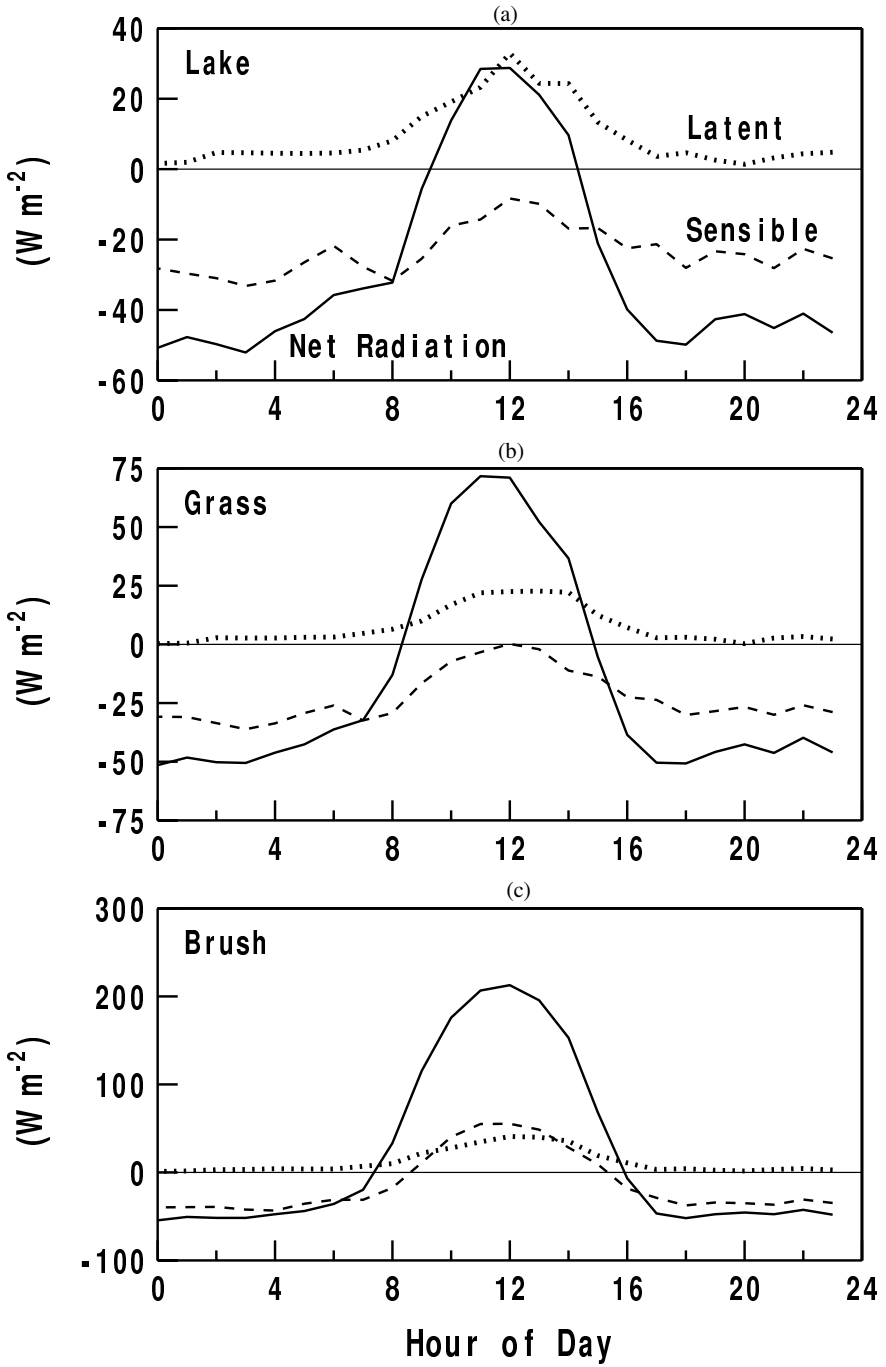 (a)
40
Lake
20
Latent
0
(W m-2)
-20
Sensible
-40
Net Radiation
-60
0 4 8 12 16 20 24
(b)
75
Grass
50
25
0
(W m-2)
-25
-50
-75
0 4 8 12 16 20 24
(c)
300
Brush
200
100
(W m-2)
0
-100
0 4 8 12 16 20 24
Hour of Day